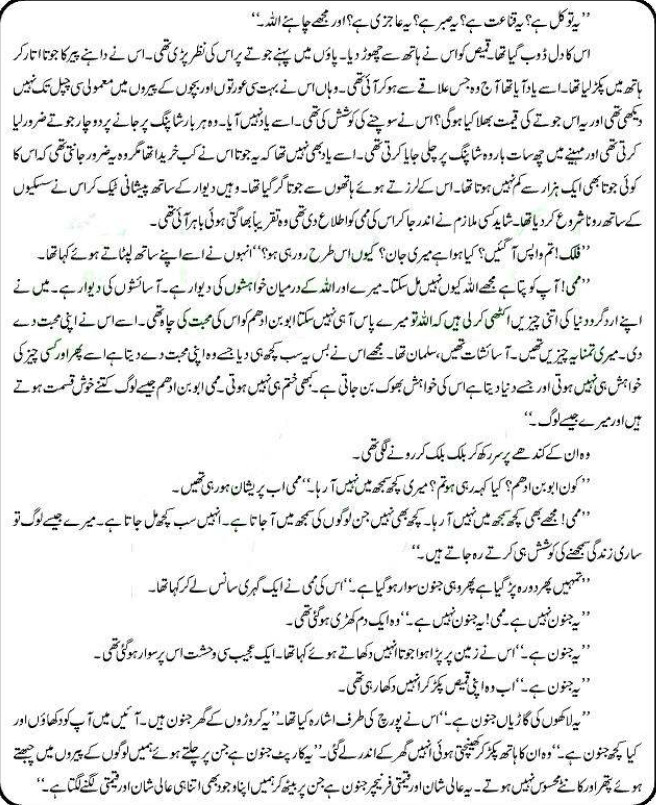 ’’یہ توکل ہے؟ یہ قناعت ہے؟ یہ صبر ہے؟ یہ عاجزی ہے؟ اور مجھے چاہئے اللہ۔‘‘
اس کا دل ڈوب گیا تھا۔ قمیص کو اس نے ہاتھ سے چھوڑ دیا۔ پاؤں میں پہنے جوتے پر اس کی نظر پڑی تھی۔ اس نے داہنے پیر کا جوتا اتار کر
ہاتھ میں پکڑ لیا تھا۔ اسے یاد آیا تھا آج وہ جس علاقے سے ہو کر آئی تھی۔ وہاں اس نے بہت سی عورتوں اور بچوں کے پیروں میں معمولی سی چپل تک نہیں
دیکھی تھی اور یہ اس جوتے کی قیمت بھلا کیا ہوگی؟ اس نے سوچنے کی کوشش کی تھی۔ اسے یاد نہیں آیا۔ وہ ہر بار شاپنگ پر جانے پر دو چار جوتے ضرور لیا
کرتی تھی اور مہینے میں چھ سات بار وہ شاپنگ پر چلی جایا کرتی تھی۔ اسے یاد بھی نہیں تھا کہ یہ جوتا اس نے کب خریدا تھا مگر وہ یہ ضرور جانتی تھی کہ اس کا
کوئی جوتا بھی ایک ہزار سے کم نہیں ہوتا تھا۔ اس کے لرزتے ہوئے ہاتھوں سے جوتا گر گیا تھا۔ وہیں دیوار کے ساتھ پیشانی ٹیک کر اس نے سسکیوں
کے ساتھ رونا شروع کر دیا تھا۔ شاید کسی ملازم نے اندر جا کر اس کی ممی کو اطلاع دی تھی وہ تقریباً بھاگتی ہوئی باہر آئی تھی۔
’’فلک! تم واپس آ گئیں؟ کیا ہوا ہے میری جان؟ کیوں اس طرح رو رہی ہو؟‘‘ انہوں نے اسے اپنے ساتھ لپٹاتے ہوئے کہا تھا۔
’’ممی! آپ کو پتا ہے مجھے اللہ کیوں نہیں مل سکتا۔ میرے اور اللہ کے درمیان خواہشوں کی دیوار ہے۔ آسائشوں کی دیوار ہے۔ میں نے
اپنے اردگرد دنیا کی اتنی چیزیں اکٹھی کر لی ہیں کہ اللہ تو میرے پاس آ ہی نہیں سکتا ابو بن ادھم کو اس کی محبت کی چاہ تھی۔ اسے اس نے اپنی محبت دے
دی۔ میری تمنا یہ چیزیں تھیں۔ آسائشات تھیں، سلمان تھا۔ مجھے اس نے بس یہ سب کچھ ہی دیا جسے وہ اپنی محبت دے دیتا ہے اسے پھر اور کسی چیز کی
خواہش ہی نہیں ہوتی اور جسے دنیا دیتا ہے اس کی خواہش بھوک بن جاتی ہے۔ کبھی ختم ہی نہیں ہوتی۔ ممی ابو بن ادھم جیسے لوگ کتنے خوش قسمت ہوتے
ہیں اور میرے جیسے لوگ۔‘‘
وہ ان کے کندھے پر سر رکھ کر بلک بلک کر رونے لگی تھی۔
’’کون ابو بن ادھم؟ کیا کہہ رہی ہو تم؟ میری کچھ سمجھ میں نہیں آ رہا۔‘‘ ممی اب پریشان ہو رہی تھیں۔
’’ممی! مجھے بھی کچھ سمجھ میں نہیں آ رہا۔ کچھ بھی نہیں جن لوگوں کی سمجھ میں آ جاتا ہے۔ انہیں سب کچھ مل جاتا ہے۔ میرے جیسے لوگ تو
ساری زندگی سمجھنے کی کوشش ہی کرتے رہ جاتے ہیں۔‘‘
’’تمہیں پھر دورہ پڑ گیا ہے پھر وہی جنون سوار ہو گیا ہے۔‘‘ اس کی ممی نے ایک گہری سانس لے کر کہا تھا۔
’’یہ جنون نہیں ہے۔ ممی! یہ جنون نہیں ہے۔‘‘ وہ ایک دم کھڑی ہو گئی تھی۔
’’یہ جنون ہے۔‘‘ اس نے زمین پر پڑا ہوا جوتا انہیں دکھاتے ہوئے کہا تھا۔ ایک عجیب سی وحشت اس پر سوار ہو گئی تھی۔
’’یہ جنون ہے۔‘‘ اب وہ اپنی قمیص پکڑ کر انہیں دکھا رہی تھی۔
’’یہ لاکھوں کی گاڑیاں جنون ہے۔‘‘ اس نے پورچ کی طرف اشارہ کیا تھا۔ ’’یہ کروڑوں کے گھر جنون ہیں۔ آئیں میں آپ کو دکھاؤں اور
کیا کچھ جنون ہے۔‘‘ وہ ان کا ہاتھ پکڑ کر کھینچتی ہوئی انہیں گھر کے اندر لے گئی۔ ’’یہ کارپٹ جنون ہے جن پر چلتے ہوئے ہمیں لوگوں کے پیروں میں چبھتے
ہوئے پتھر اور کانٹے محسوس نہیں ہوتے۔ یہ عالی شان اور قیمتی فرنیچر جنون ہے جن پر بیٹھ کر ہمیں اپنا وجود بھی اتنا ہی عالی شان اور قیمتی لگنے لگتا ہے۔‘‘